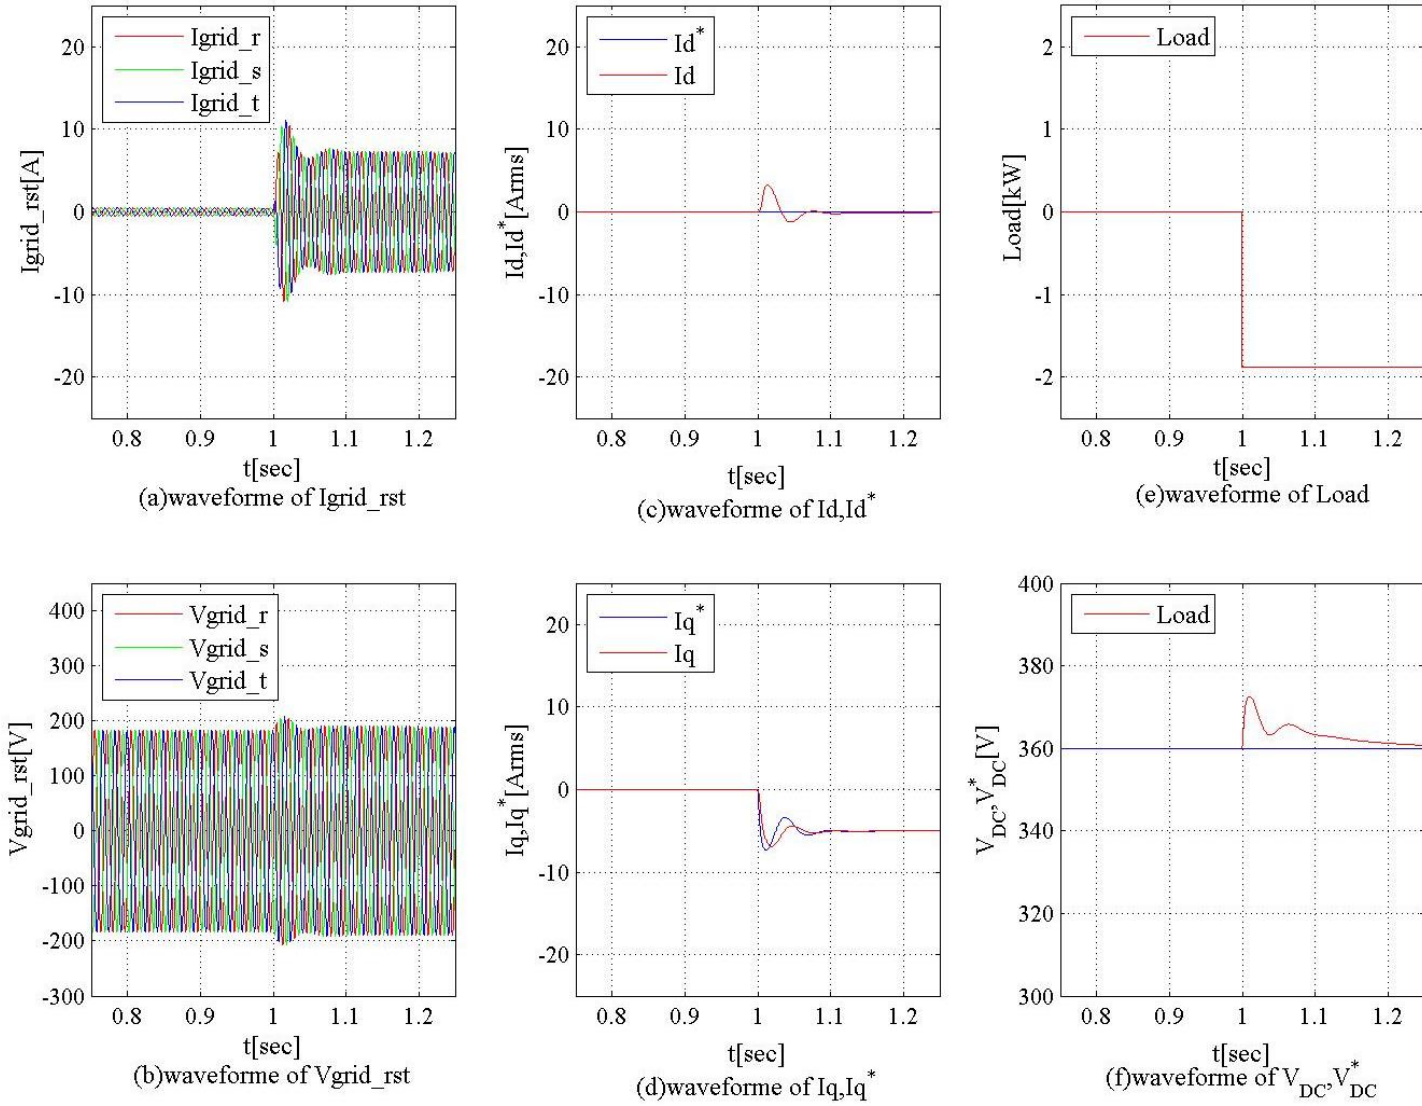 Igrid_r
Igrid_s
Igrid_t
Igrid_rst[A]
20
10
0
-10
-20
0.8 0.9 1 1.1 1.2
t[sec]
(a)waveforme of Igrid_rst
Id*
Id
Id,Id*[Arms]
20
10
0
-10
-20
0.8 0.9 1 1.1 1.2
t[sec]
(c)waveforme of Id,Id*
Load
Load[kW]
2
1
0
-1
-2
0.8 0.9 1 1.1 1.2
t[sec]
(e)waveforme of Load
Vgrid_r
Vgrid_s
Vgrid_t
Vgrid_rst[V]
400
300
200
100
0
-100
-200
-300
0.8 0.9 1 1.1 1.2
t[sec]
(b)waveforme of Vgrid_rst
Iq*
Iq
Iq,Iq*[Arms]
20
10
0
-10
-20
0.8 0.9 1 1.1 1.2
t[sec]
(d)waveforme of Iq,Iq*
Load
V_DC,V*_DC[V]
400
380
360
340
320
300
0.8 0.9 1 1.1 1.2
t[sec]
(f)waveforme of V_DC,V*_DC